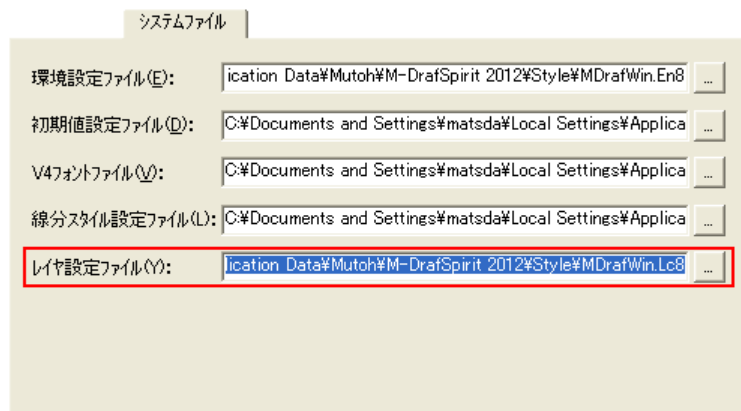 システムファイル
環境設定ファイル(E): ication Data¥Mutoh¥M-DrafSpirit 2012¥Style¥MDrafWin.En8 ...
初期値設定ファイル(D): C:¥Documents and Settings¥matsda¥Local Settings¥Applica ...
V4フォントファイル(V): C:¥Documents and Settings¥matsda¥Local Settings¥Applica ...
線分スタイル設定ファイル(L): C:¥Documents and Settings¥matsda¥Local Settings¥Applica ...
レイヤ設定ファイル(Y): lication Data¥Mutoh¥M-DrafSpirit 2012¥Style¥MDrafWin.Lc8 ...